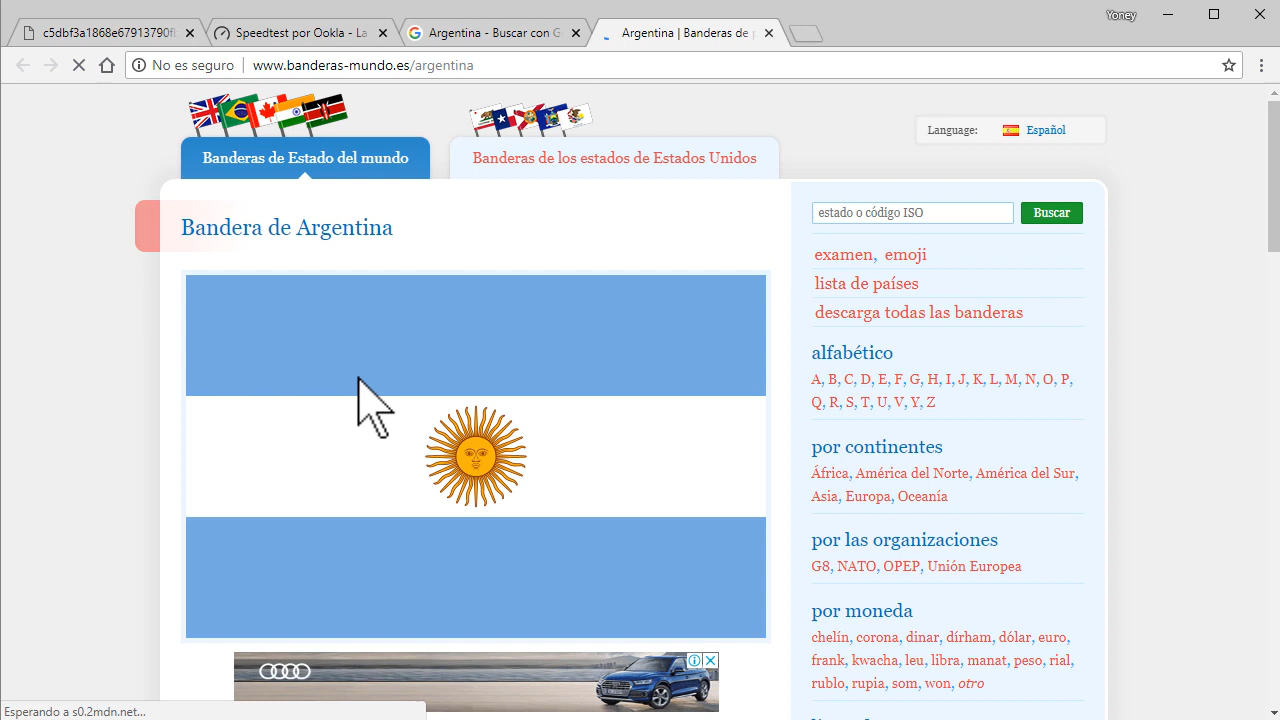 Yoney
c5dbf3a1868e67913790f
Speedtest por Ookla - La
Argentina - Buscar con G
Argentina | Banderas de
No es seguro
www.banderas-mundo.es/argentina
Banderas de Estado del mundo
Banderas de los estados de Estados Unidos
Language:
Español
Bandera de Argentina
estado o código ISO
Buscar
examen, emoji
lista de países
descarga todas las banderas
alfabético
A, B, C, D, E, F, G, H, I, J, K, L, M, N, O, P,
Q, R, S, T, U, V, Y, Z
por continentes
África, América del Norte, América del Sur,
Asia, Europa, Oceanía
por las organizaciones
G8, NATO, OPEP, Unión Europea
por moneda
chelín, corona, dinar, dírham, dólar, euro,
frank, kwacha, leu, libra, manat, peso, rial,
rublo, rupia, som, won, otro
Esperando a s0.2mdn.net...